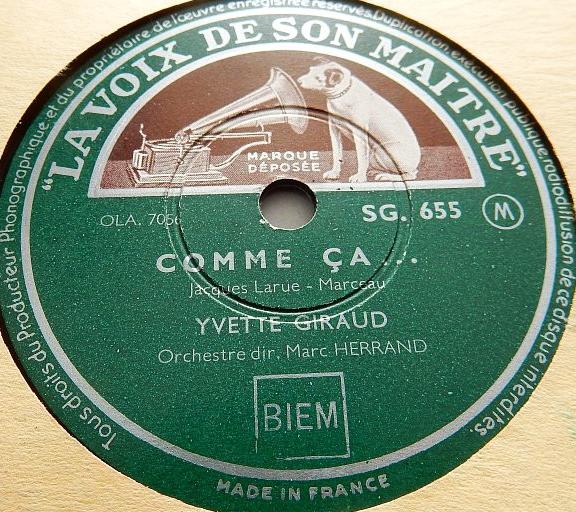 Tous droits du Producteur Phonographique et du propriétaire de l'œuvre enregistrée réservés. Duplication, exécution publique, radiodiffusion de ce disque interdites.
"LA VOIX DE SON MAITRE"
MARQUE
DÉPOSÉE
OLA. 7056
SG. 655
M
COMME ÇA...
Jacques Larue - Marceau
YVETTE GIRAUD
Orchestre dir. Marc HERRAND
BIEM
MADE IN FRANCE